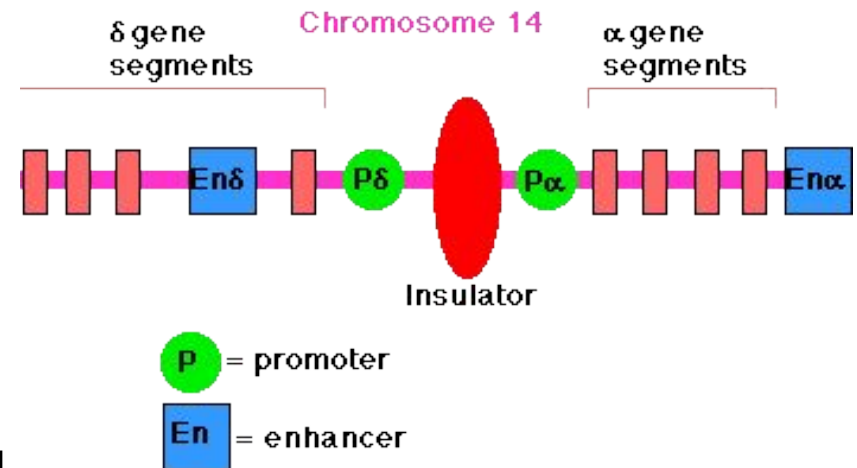 Chromosome 14
δ gene
segments
α gene
segments
Enδ
Pδ
Pα
Enα
Insulator
P = promoter
En = enhancer